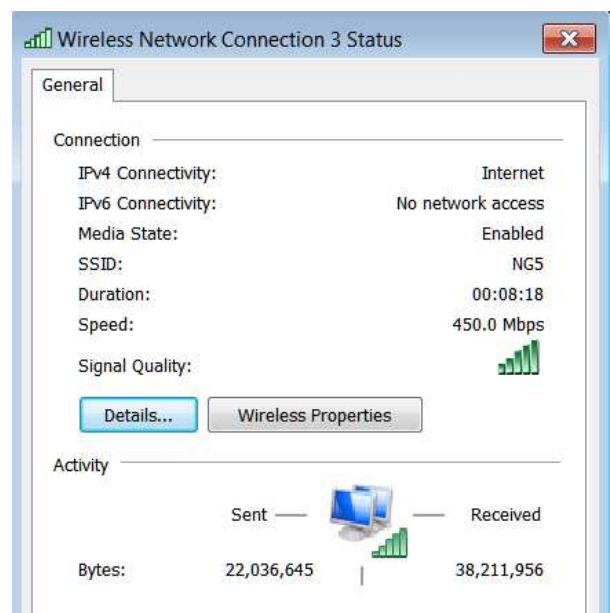 Wireless Network Connection 3 Status
General
Connection
IPv4 Connectivity: Internet
IPv6 Connectivity: No network access
Media State: Enabled
SSID: NG5
Duration: 00:08:18
Speed: 450.0 Mbps
Signal Quality:
Details... Wireless Properties
Activity
Sent Received
Bytes: 22,036,645 38,211,956